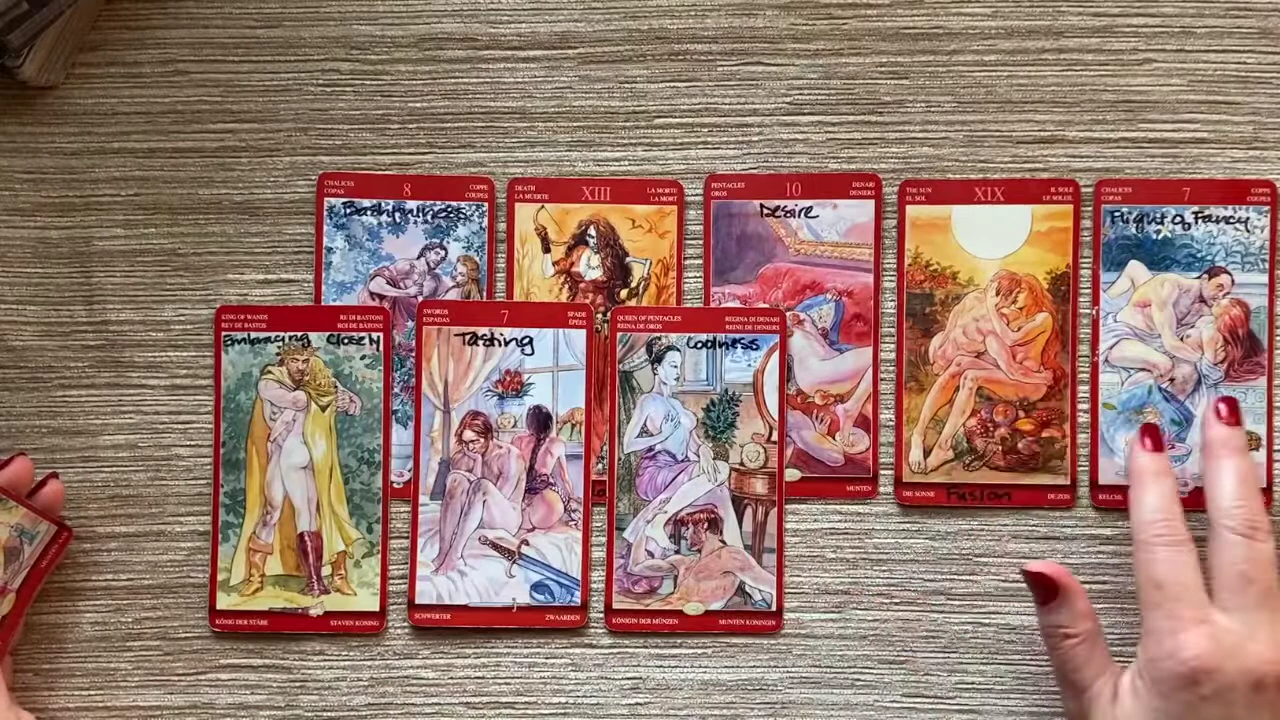 CHALICES 8 COPPE
COPAS COUPES
Bashfulness
DEATH XIII LA MORTE
LA MUERTE LA MORT
PENTACLES 10 DENARI
OROS DENIERS
Desire
MUNTEN
THE SUN XIX IL SOLE
EL SOL LE SOLEIL
DIE SONNE Fusion DE ZON
CHALICES 7 COPPE
COPAS COUPES
Flight of Fancy
KELCHE
KING OF WANDS RE DI BASTONI
REY DE BASTOS ROI DE BÂTONS
Embracing Closely
KÖNIG DER STÄBE STAVEN KONING
SWORDS 7 SPADE
ESPADAS ÉPÉES
Tasting
SCHWERTER ZWAARDEN
QUEEN OF PENTACLES REGINA DI DENARI
REINA DE OROS REINE DE DENIERS
Coolness
KÖNIGIN DER MÜNZEN MUNTEN KONINGIN